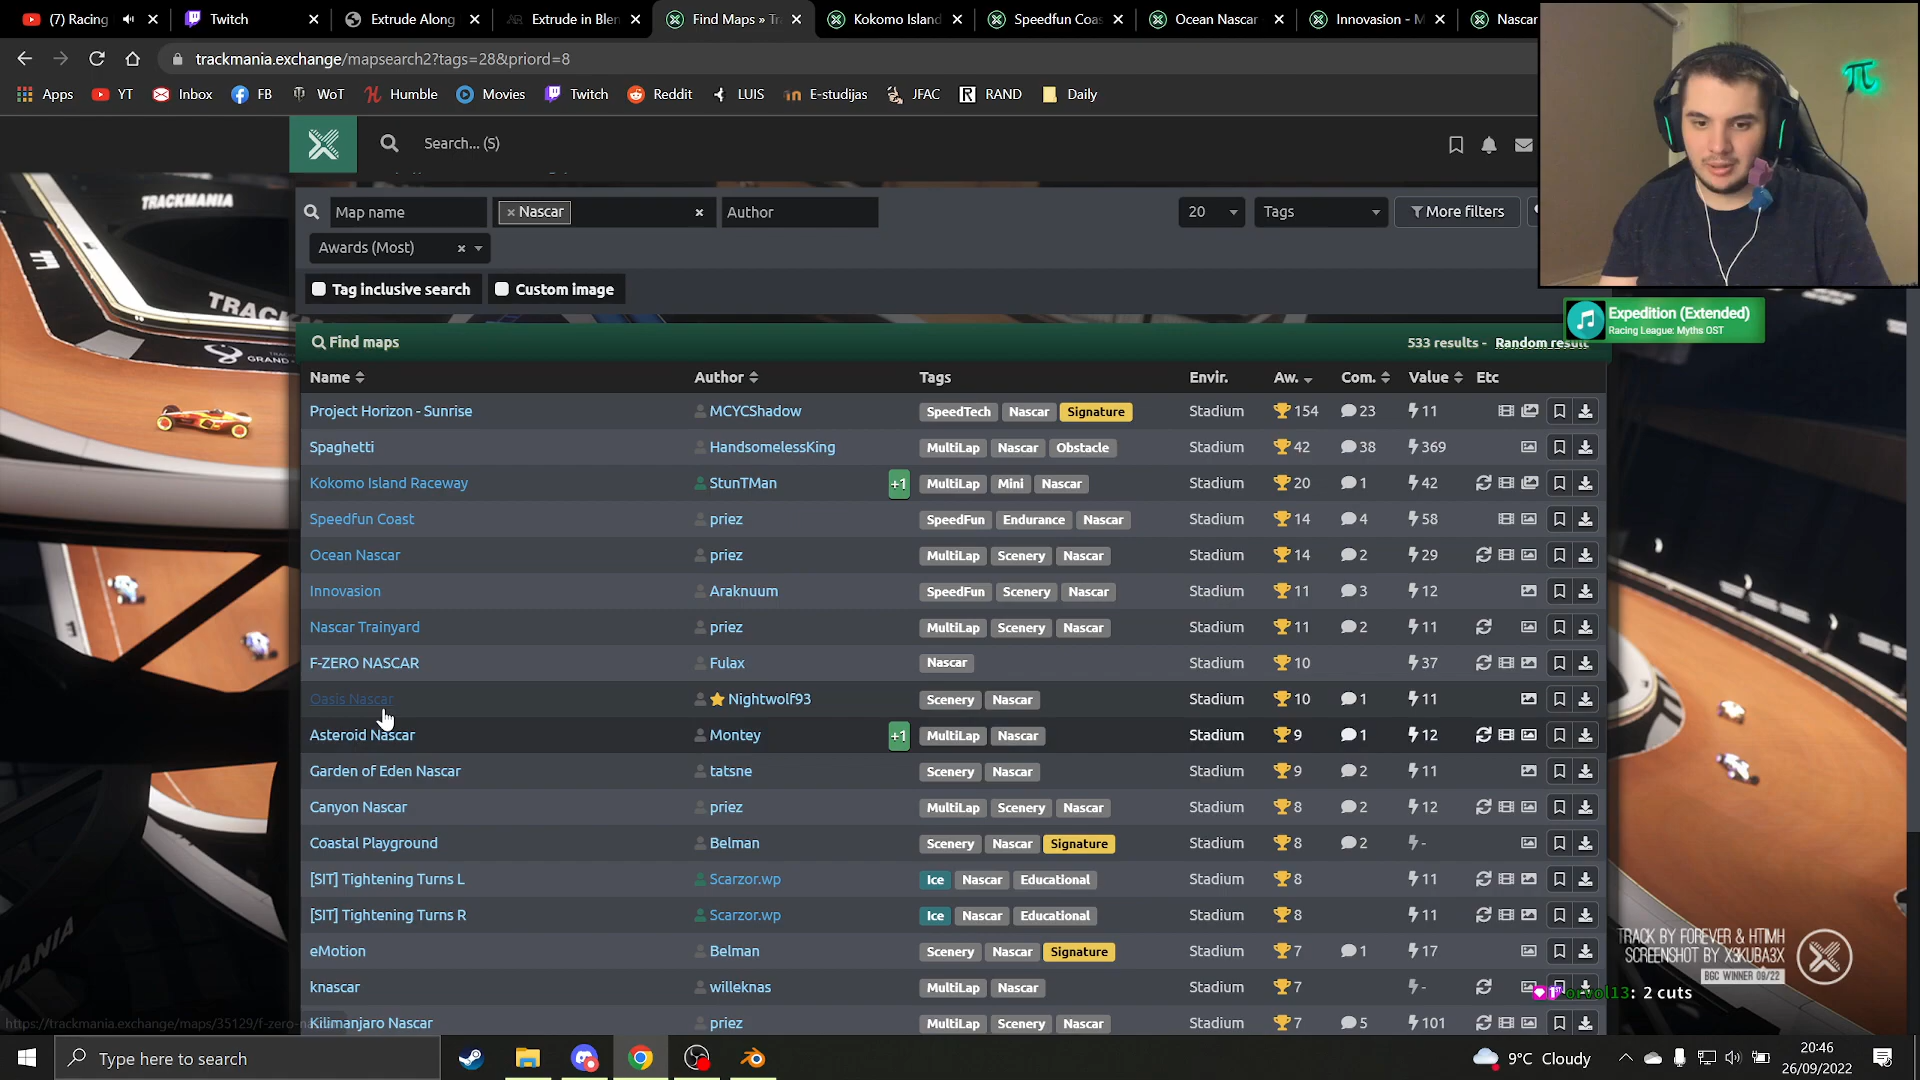 (7) Racing
Twitch
Extrude Along
Extrude in Blen
Find Maps » Tr
Kokomo Island
Speedfun Coas
Ocean Nascar
Innovasion - M
Nascar
trackmania.exchange/mapsearch2?tags=28&priord=8
Apps YT Inbox FB WoT Humble Movies Twitch Reddit LUIS E-studijas JFAC RAND Daily
Search... (S)
TRACKMANIA
Map name × Nascar × Author 20 Tags More filters
Awards (Most) ×
Tag inclusive search Custom image
Expedition (Extended)
Racing League: Myths OST
Find maps 533 results - Random result
Name Author Tags Envir. Aw. Com. Value Etc
Project Horizon - Sunrise MCYCShadow SpeedTech Nascar Signature Stadium 154 23 11
Spaghetti HandsomelessKing MultiLap Nascar Obstacle Stadium 42 38 369
Kokomo Island Raceway StunTMan +1 MultiLap Mini Nascar Stadium 20 1 42
Speedfun Coast priez SpeedFun Endurance Nascar Stadium 14 4 58
Ocean Nascar priez MultiLap Scenery Nascar Stadium 14 2 29
Innovasion Araknuum SpeedFun Scenery Nascar Stadium 11 3 12
Nascar Trainyard priez MultiLap Scenery Nascar Stadium 11 2 11
F-ZERO NASCAR Fulax Nascar Stadium 10 37
Oasis Nascar Nightwolf93 Scenery Nascar Stadium 10 1 11
Asteroid Nascar Montey +1 MultiLap Nascar Stadium 9 1 12
Garden of Eden Nascar tatsne Scenery Nascar Stadium 9 2 11
Canyon Nascar priez MultiLap Scenery Nascar Stadium 8 2 12
Coastal Playground Belman Scenery Nascar Signature Stadium 8 2 -
[SIT] Tightening Turns L Scarzor.wp Ice Nascar Educational Stadium 8 11
[SIT] Tightening Turns R Scarzor.wp Ice Nascar Educational Stadium 8 11
eMotion Belman Scenery Nascar Signature Stadium 7 1 17
knascar willeknas MultiLap Nascar Stadium 7 -
Kilimanjaro Nascar priez MultiLap Scenery Nascar Stadium 7 5 101
TRACK BY FOREVER & HTIMH
SCREENSHOT BY X3KUBA3X
BGC WINNER 08/22
orvol13: 2 cuts
Type here to search
9°C Cloudy
20:46
26/09/2022